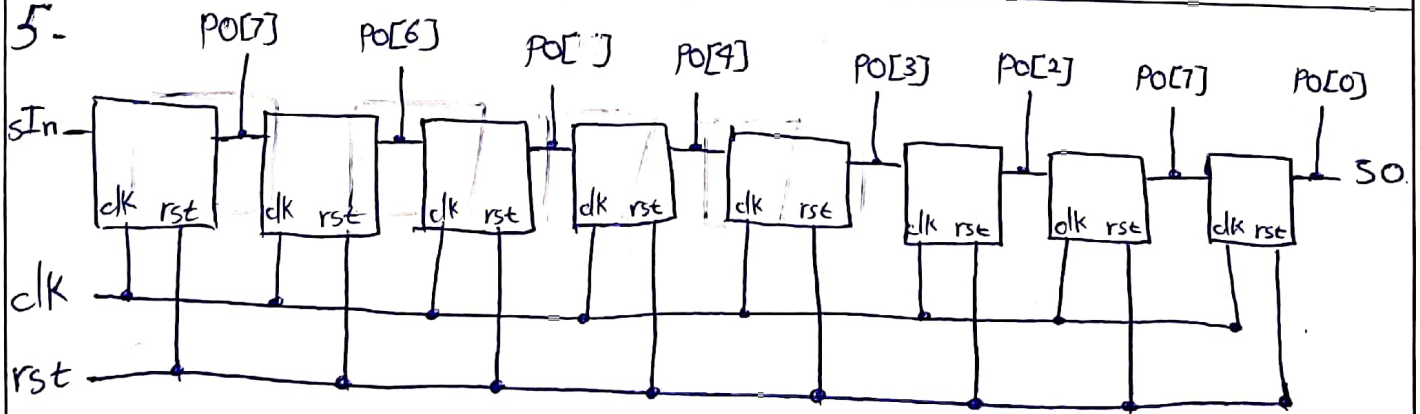 5-
PO[7] PO[6] PO[ ] PO[4] PO[3] PO[2] PO[7] PO[0]
sIn SO.
clk rst clk rst clk rst clk rst clk rst clk rst clk rst clk rst
clk
rst